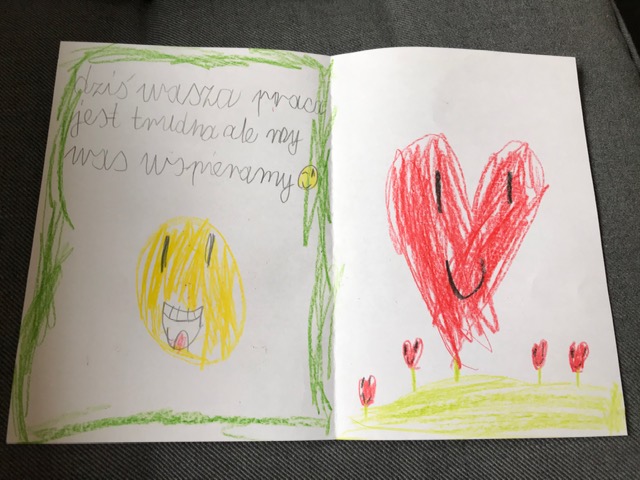 dziś wasza praca
jest trudna ale my
was wspieramy